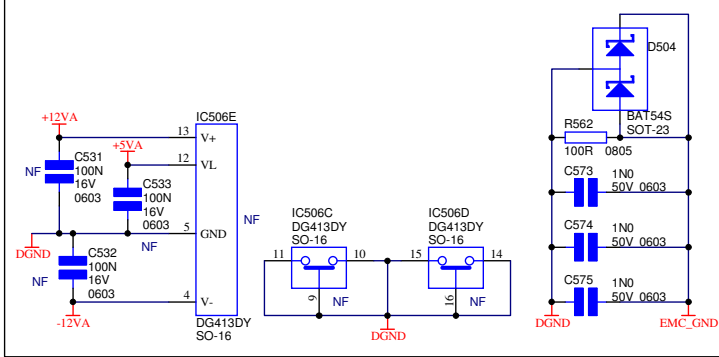 D504
BAT54S
SOT-23
R562
100R 0805
C573
1N0
50V 0603
C574
1N0
50V 0603
C575
1N0
50V 0603
DGND
EMC_GND
IC506E
+12VA
13 V+
+5VA
12 VL
C531
100N
16V
0603
NF
C533
100N
16V
0603
NF
NF
5 GND
DGND
C532
100N
16V
0603
NF
4 V-
-12VA
DG413DY
SO-16
IC506C
DG413DY
SO-16
11 10
9
NF
IC506D
DG413DY
SO-16
15 14
16
NF
DGND